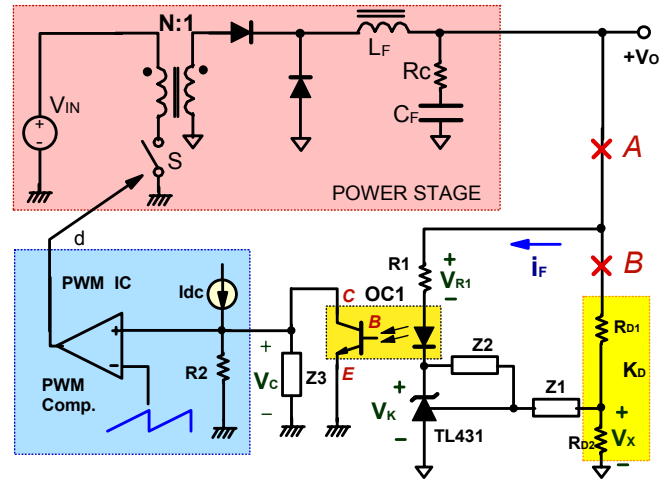 N:1
LF
+Vo
Rc
VIN
CF
S
A
POWER STAGE
d
iF
B
PWM IC
R1
+
VR1
−
OC1
Idc
C
B
RD1
+
−
R2
+
VC
−
Z3
E
Z2
Z1
KD
PWM
Comp.
+
VK
−
TL431
RD2
+
VX
−